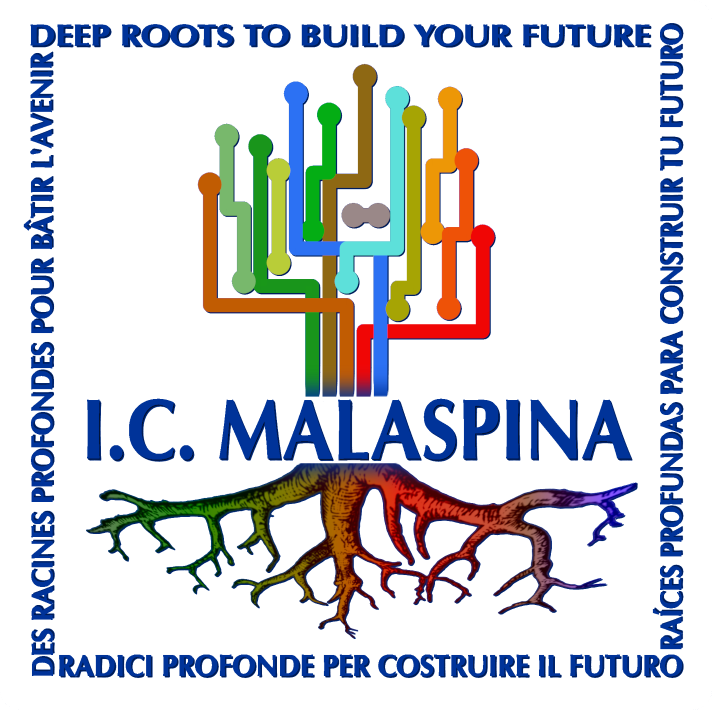 DEEP ROOTS TO BUILD YOUR FUTURE
DES RACINES PROFONDES POUR BÂTIR L'AVENIR
RAÍCES PROFUNDAS PARA CONSTRUIR TU FUTURO
I.C. MALASPINA
RADICI PROFONDE PER COSTRUIRE IL FUTURO